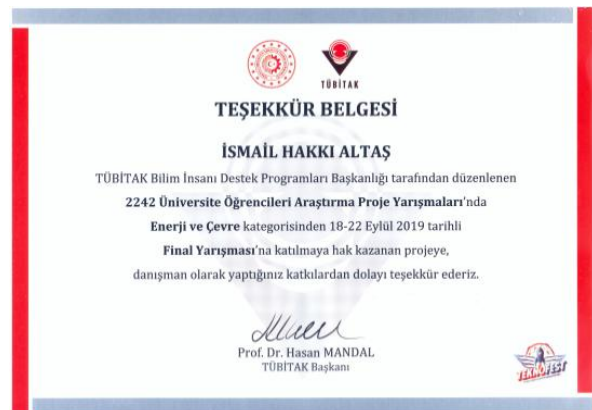 TÜBİTAK
TEŞEKKÜR BELGESİ
İSMAİL HAKKI ALTAŞ
TÜBİTAK Bilim İnsanı Destek Programları Başkanlığı tarafından düzenlenen
2242 Üniversite Öğrencileri Araştırma Proje Yarışmaları'nda
Enerji ve Çevre kategorisinden 18-22 Eylül 2019 tarihli
Final Yarışması'na katılmaya hak kazanan projeye,
danışman olarak yaptığınız katkılardan dolayı teşekkür ederiz.
Prof. Dr. Hasan MANDAL
TÜBİTAK Başkanı
TEKNOFEST